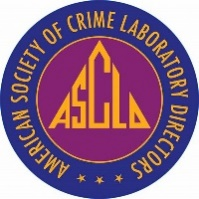 AMERICAN SOCIETY OF CRIME LABORATORY DIRECTORS
ASCLD